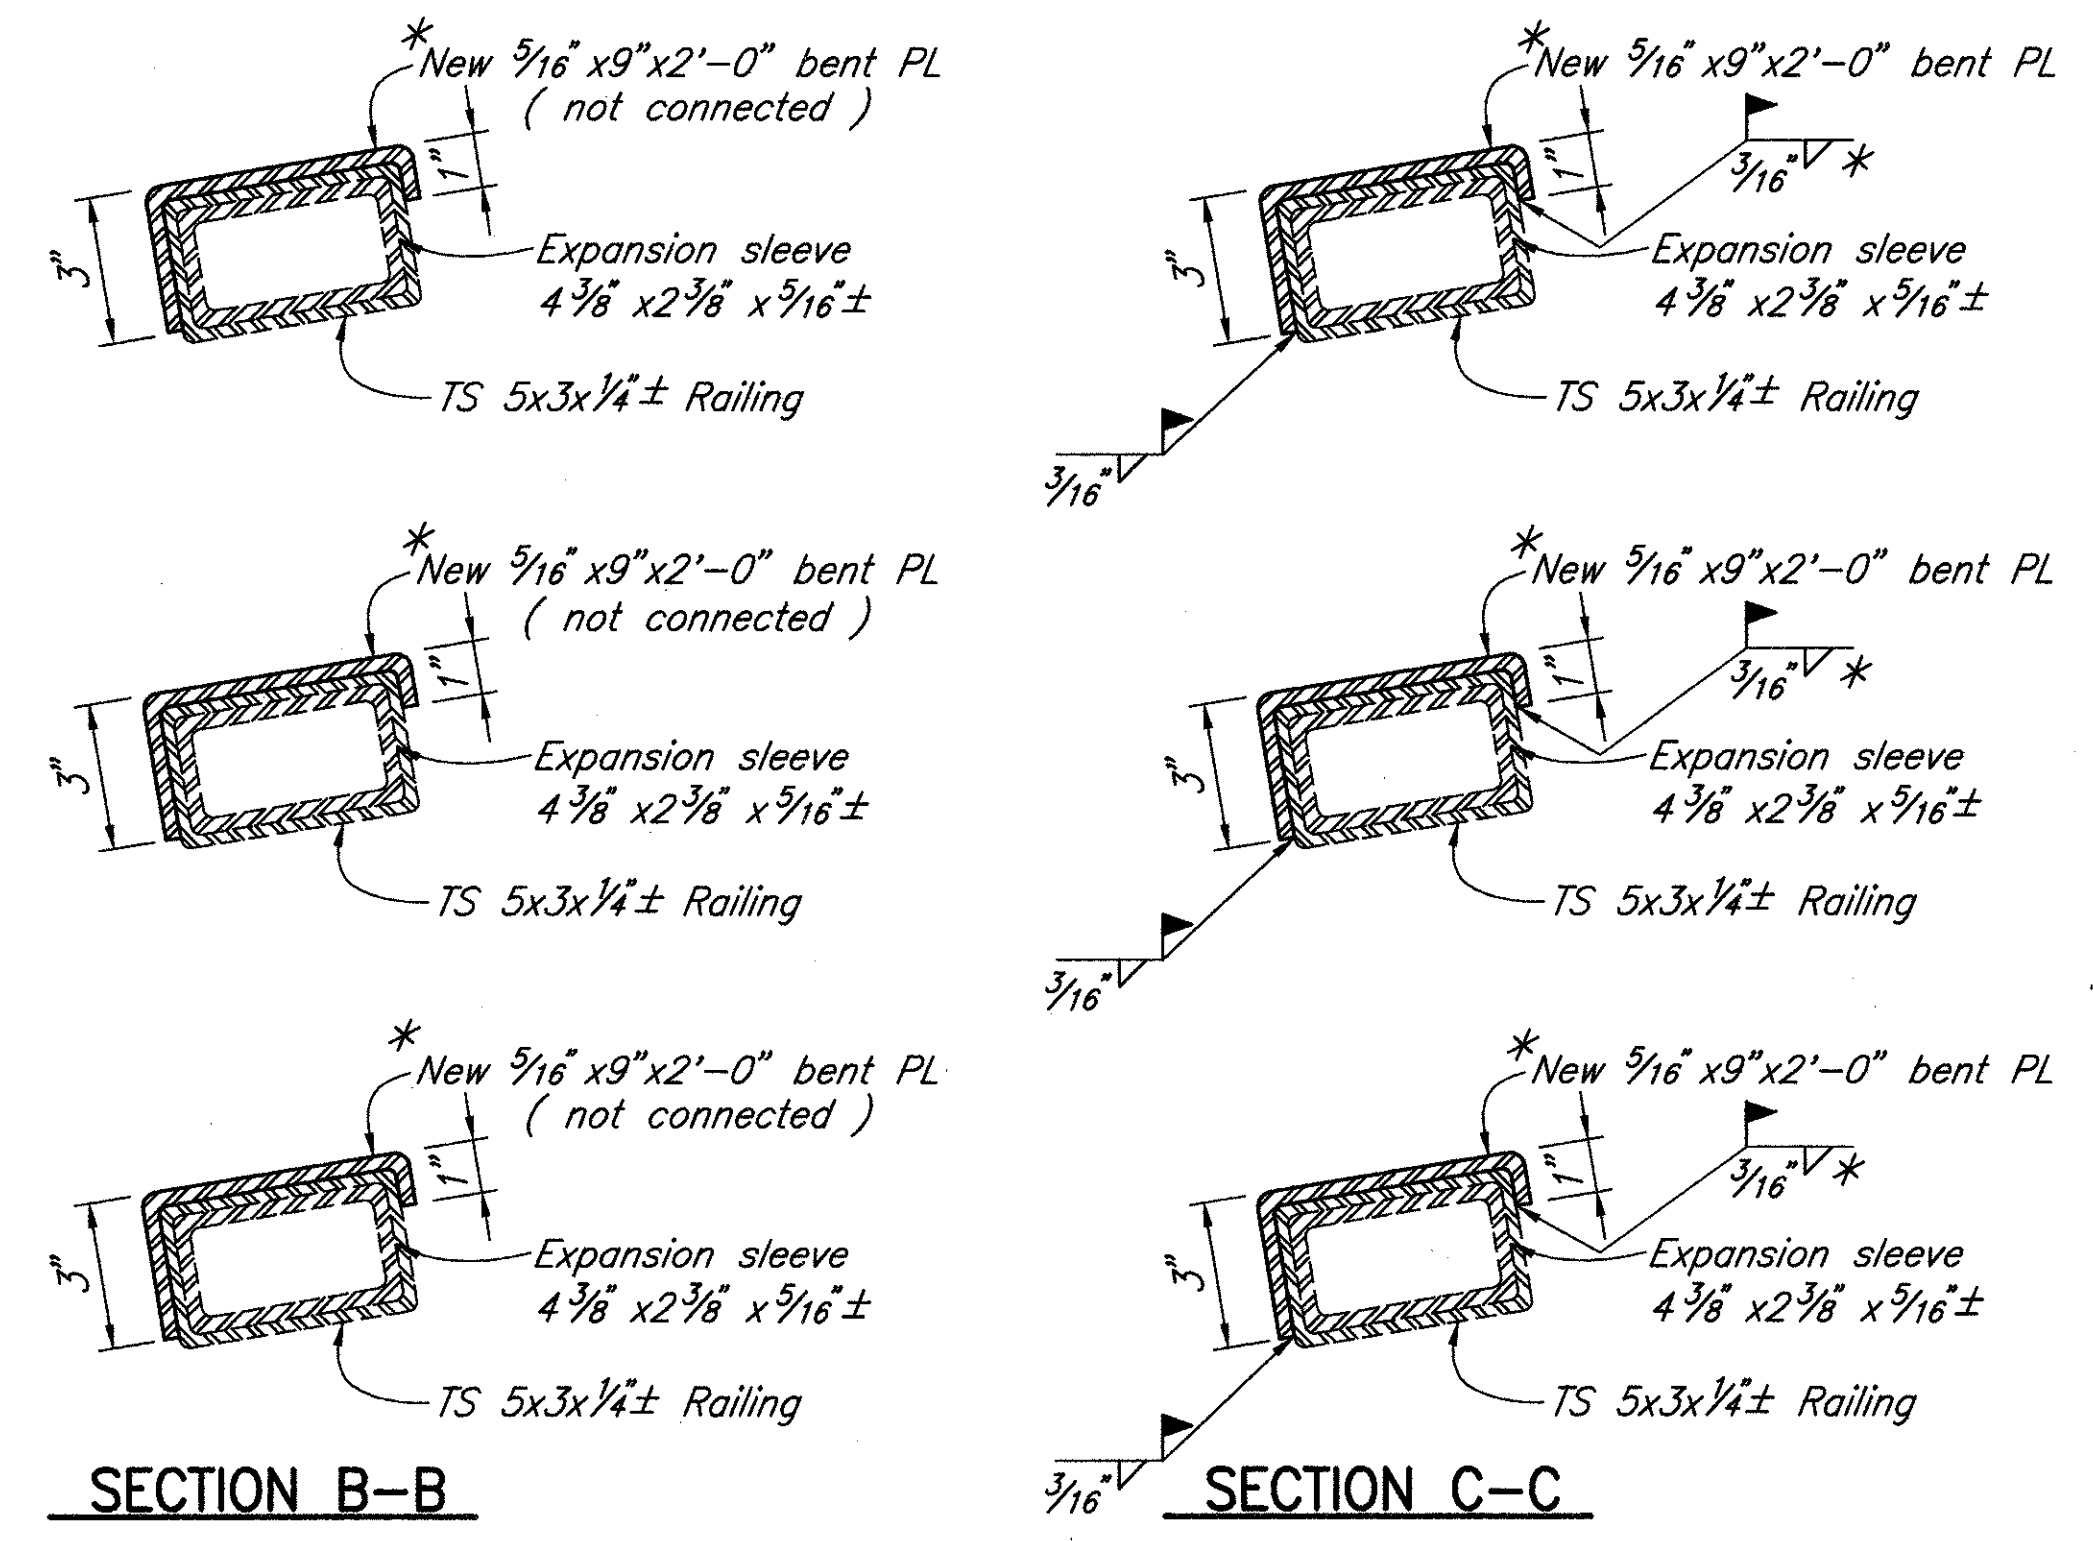 *
New 5/16" x9"x2'-0" bent PL
( not connected )
1"
3"
Expansion sleeve
4 3/8" x2 3/8" x 5/16"±
TS 5x3x1/4"± Railing
*
New 5/16" x9"x2'-0" bent PL
( not connected )
1"
3"
Expansion sleeve
4 3/8" x2 3/8" x 5/16"±
TS 5x3x1/4"± Railing
*
New 5/16" x9"x2'-0" bent PL
( not connected )
1"
3"
Expansion sleeve
4 3/8" x2 3/8" x 5/16"±
TS 5x3x1/4"± Railing
SECTION B-B
*
New 5/16" x9"x2'-0" bent PL
1"
3/16" *
3"
Expansion sleeve
4 3/8" x2 3/8" x 5/16"±
TS 5x3x1/4"± Railing
3/16"
*
New 5/16" x9"x2'-0" bent PL
1"
3/16" *
3"
Expansion sleeve
4 3/8" x2 3/8" x 5/16"±
TS 5x3x1/4"± Railing
3/16"
*
New 5/16" x9"x2'-0" bent PL
1"
3/16" *
3"
Expansion sleeve
4 3/8" x2 3/8" x 5/16"±
TS 5x3x1/4"± Railing
3/16"
SECTION C-C